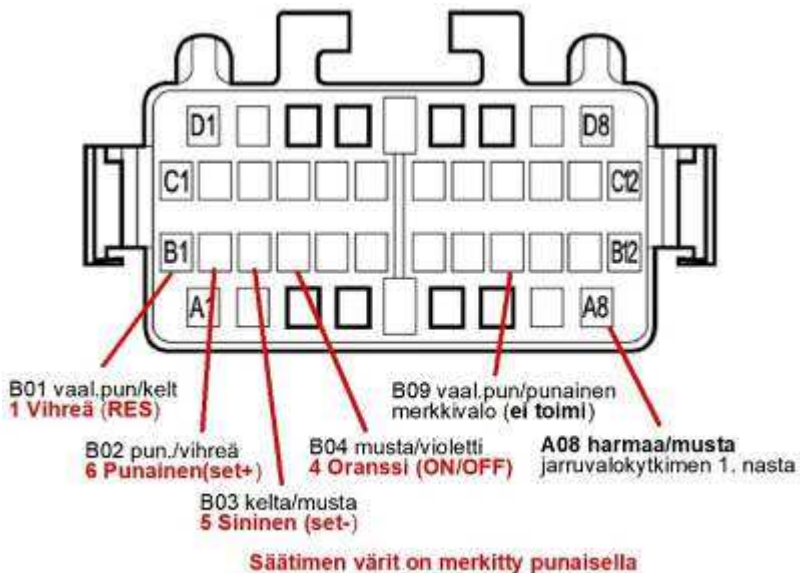 D1
D8
C1
C12
B1
B12
A1
A8
B01 vaal.pun/kelt
1 Vihreä (RES)
B02 pun./vihreä
6 Punainen(set+)
B03 kelta/musta
5 Sininen (set-)
B04 musta/violetti
4 Oranssi (ON/OFF)
B09 vaal.pun/punainen
merkkivalo (ei toimi)
A08 harmaa/musta
jarruvalokytkimen 1. nasta
Säätimen värit on merkitty punaisella